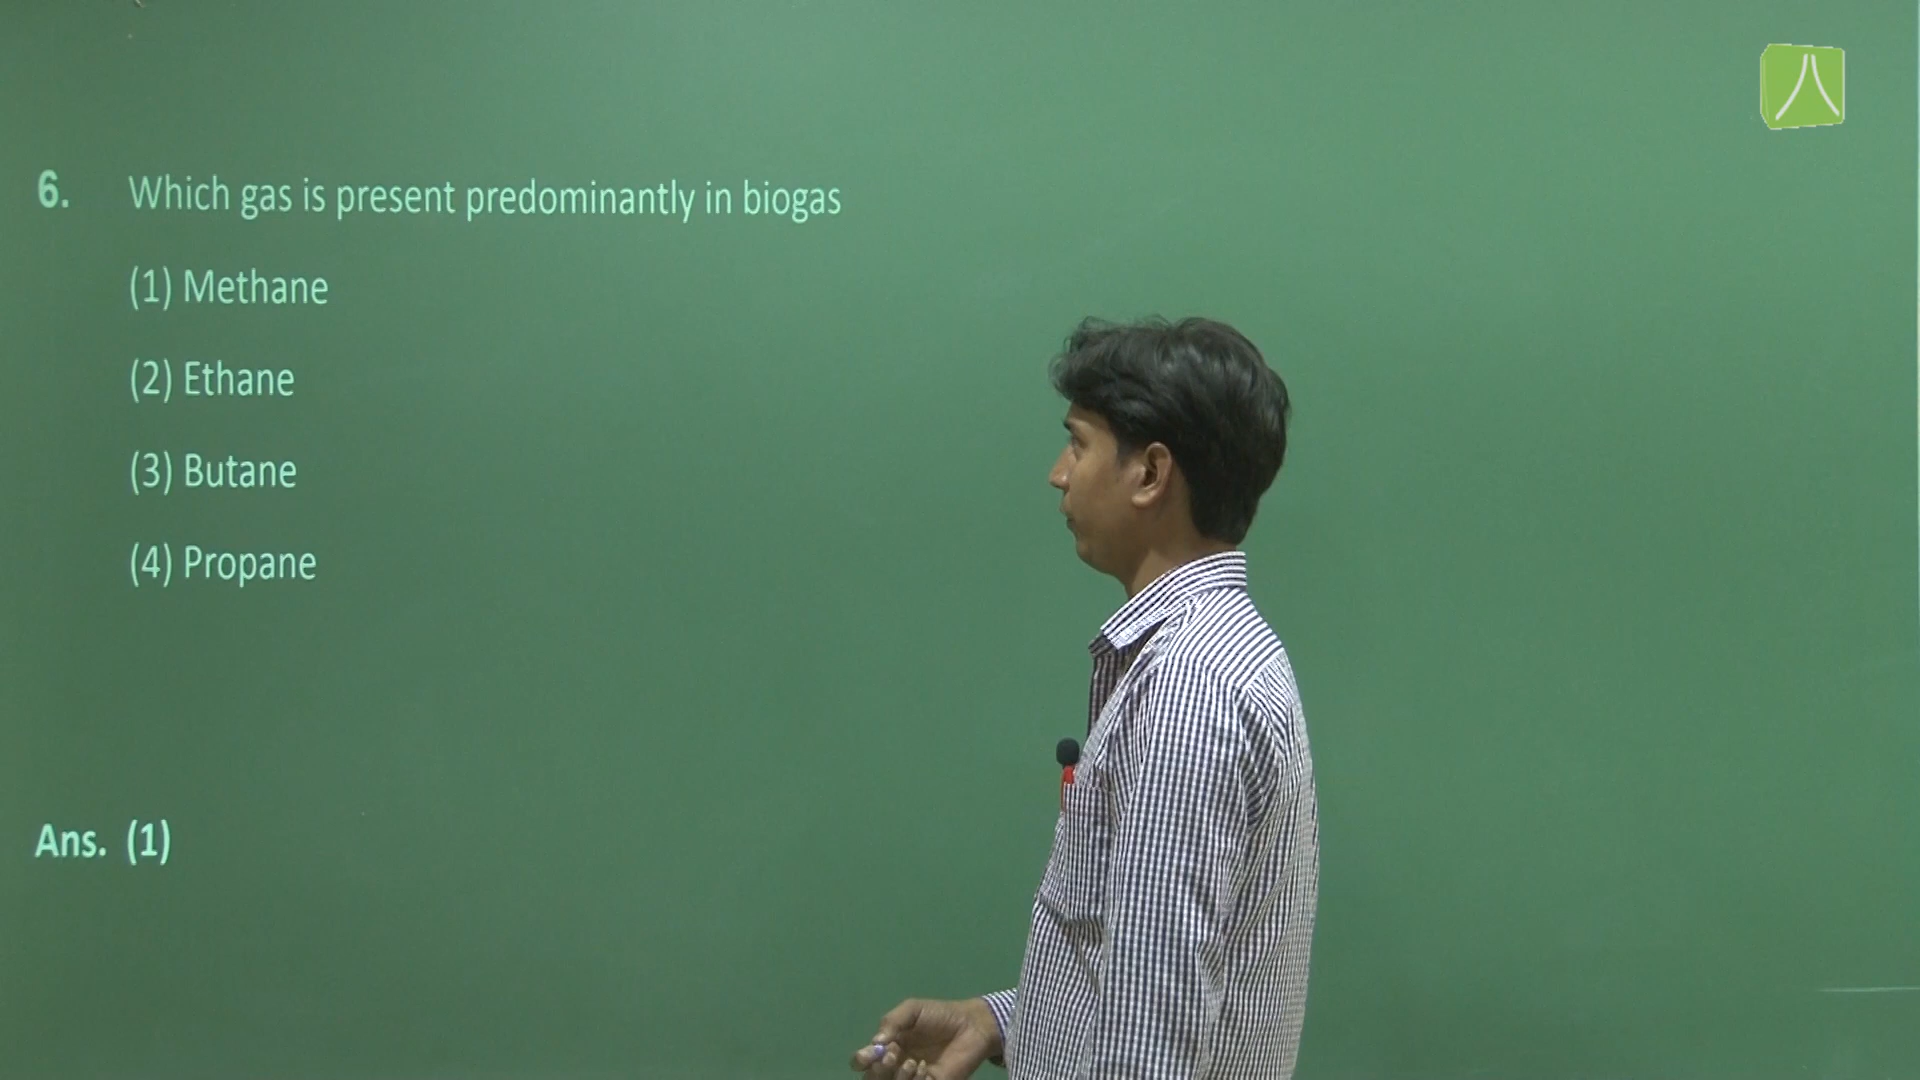 6. Which gas is present predominantly in biogas
(1) Methane
(2) Ethane
(3) Butane
(4) Propane
Ans. (1)